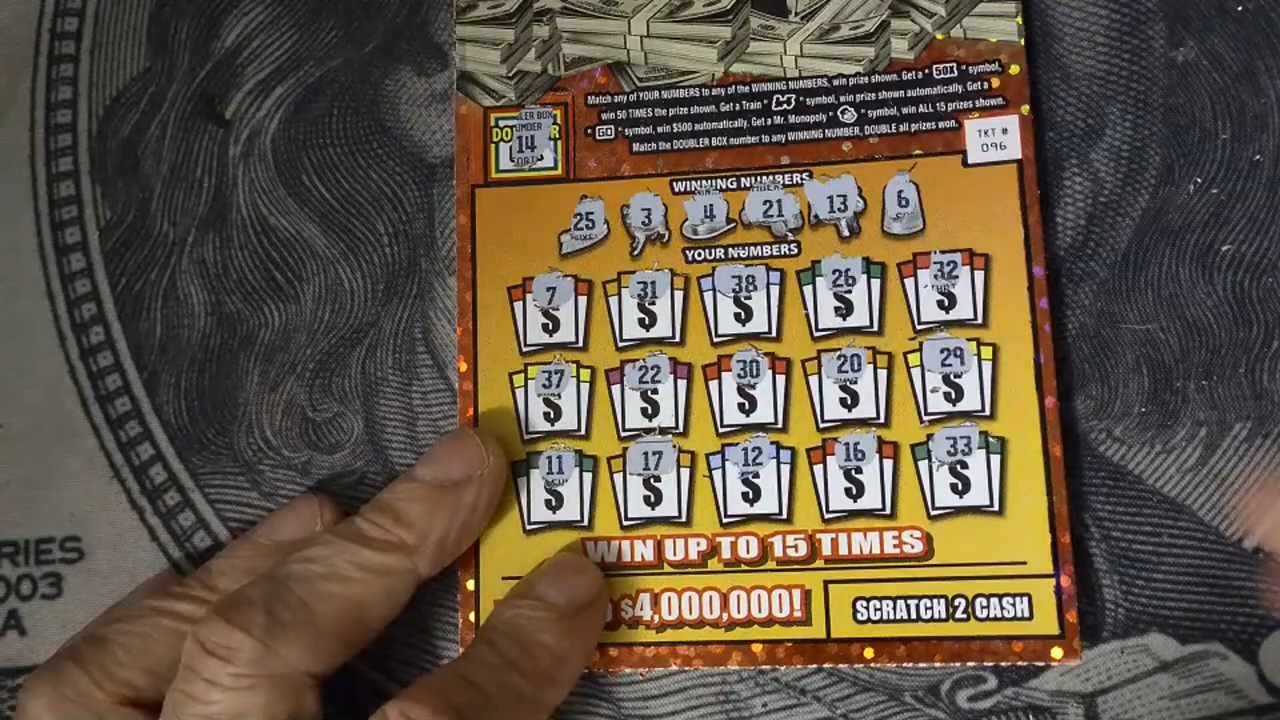 Match any of YOUR NUMBERS to any of the WINNING NUMBERS, win prize shown. Get a " 50X " symbol,
win 50 TIMES the prize shown. Get a Train " " symbol, win prize shown automatically. Get a
" GO " symbol, win $500 automatically. Get a Mr. Monopoly " " symbol, win ALL 15 prizes shown.
Match the DOUBLER BOX number to any WINNING NUMBER, DOUBLE all prizes won.
14
TKT #
096
WINNING NUMBERS
25 3 4 21 13 6
YOUR NUMBERS
7 31 38 26 32
$ $ $ $ $
37 22 30 20 29
$ $ $ $ $
11 17 12 16 33
$ $ $ $ $
WIN UP TO 15 TIMES
$4,000,000!
SCRATCH 2 CASH
RIES
003
A